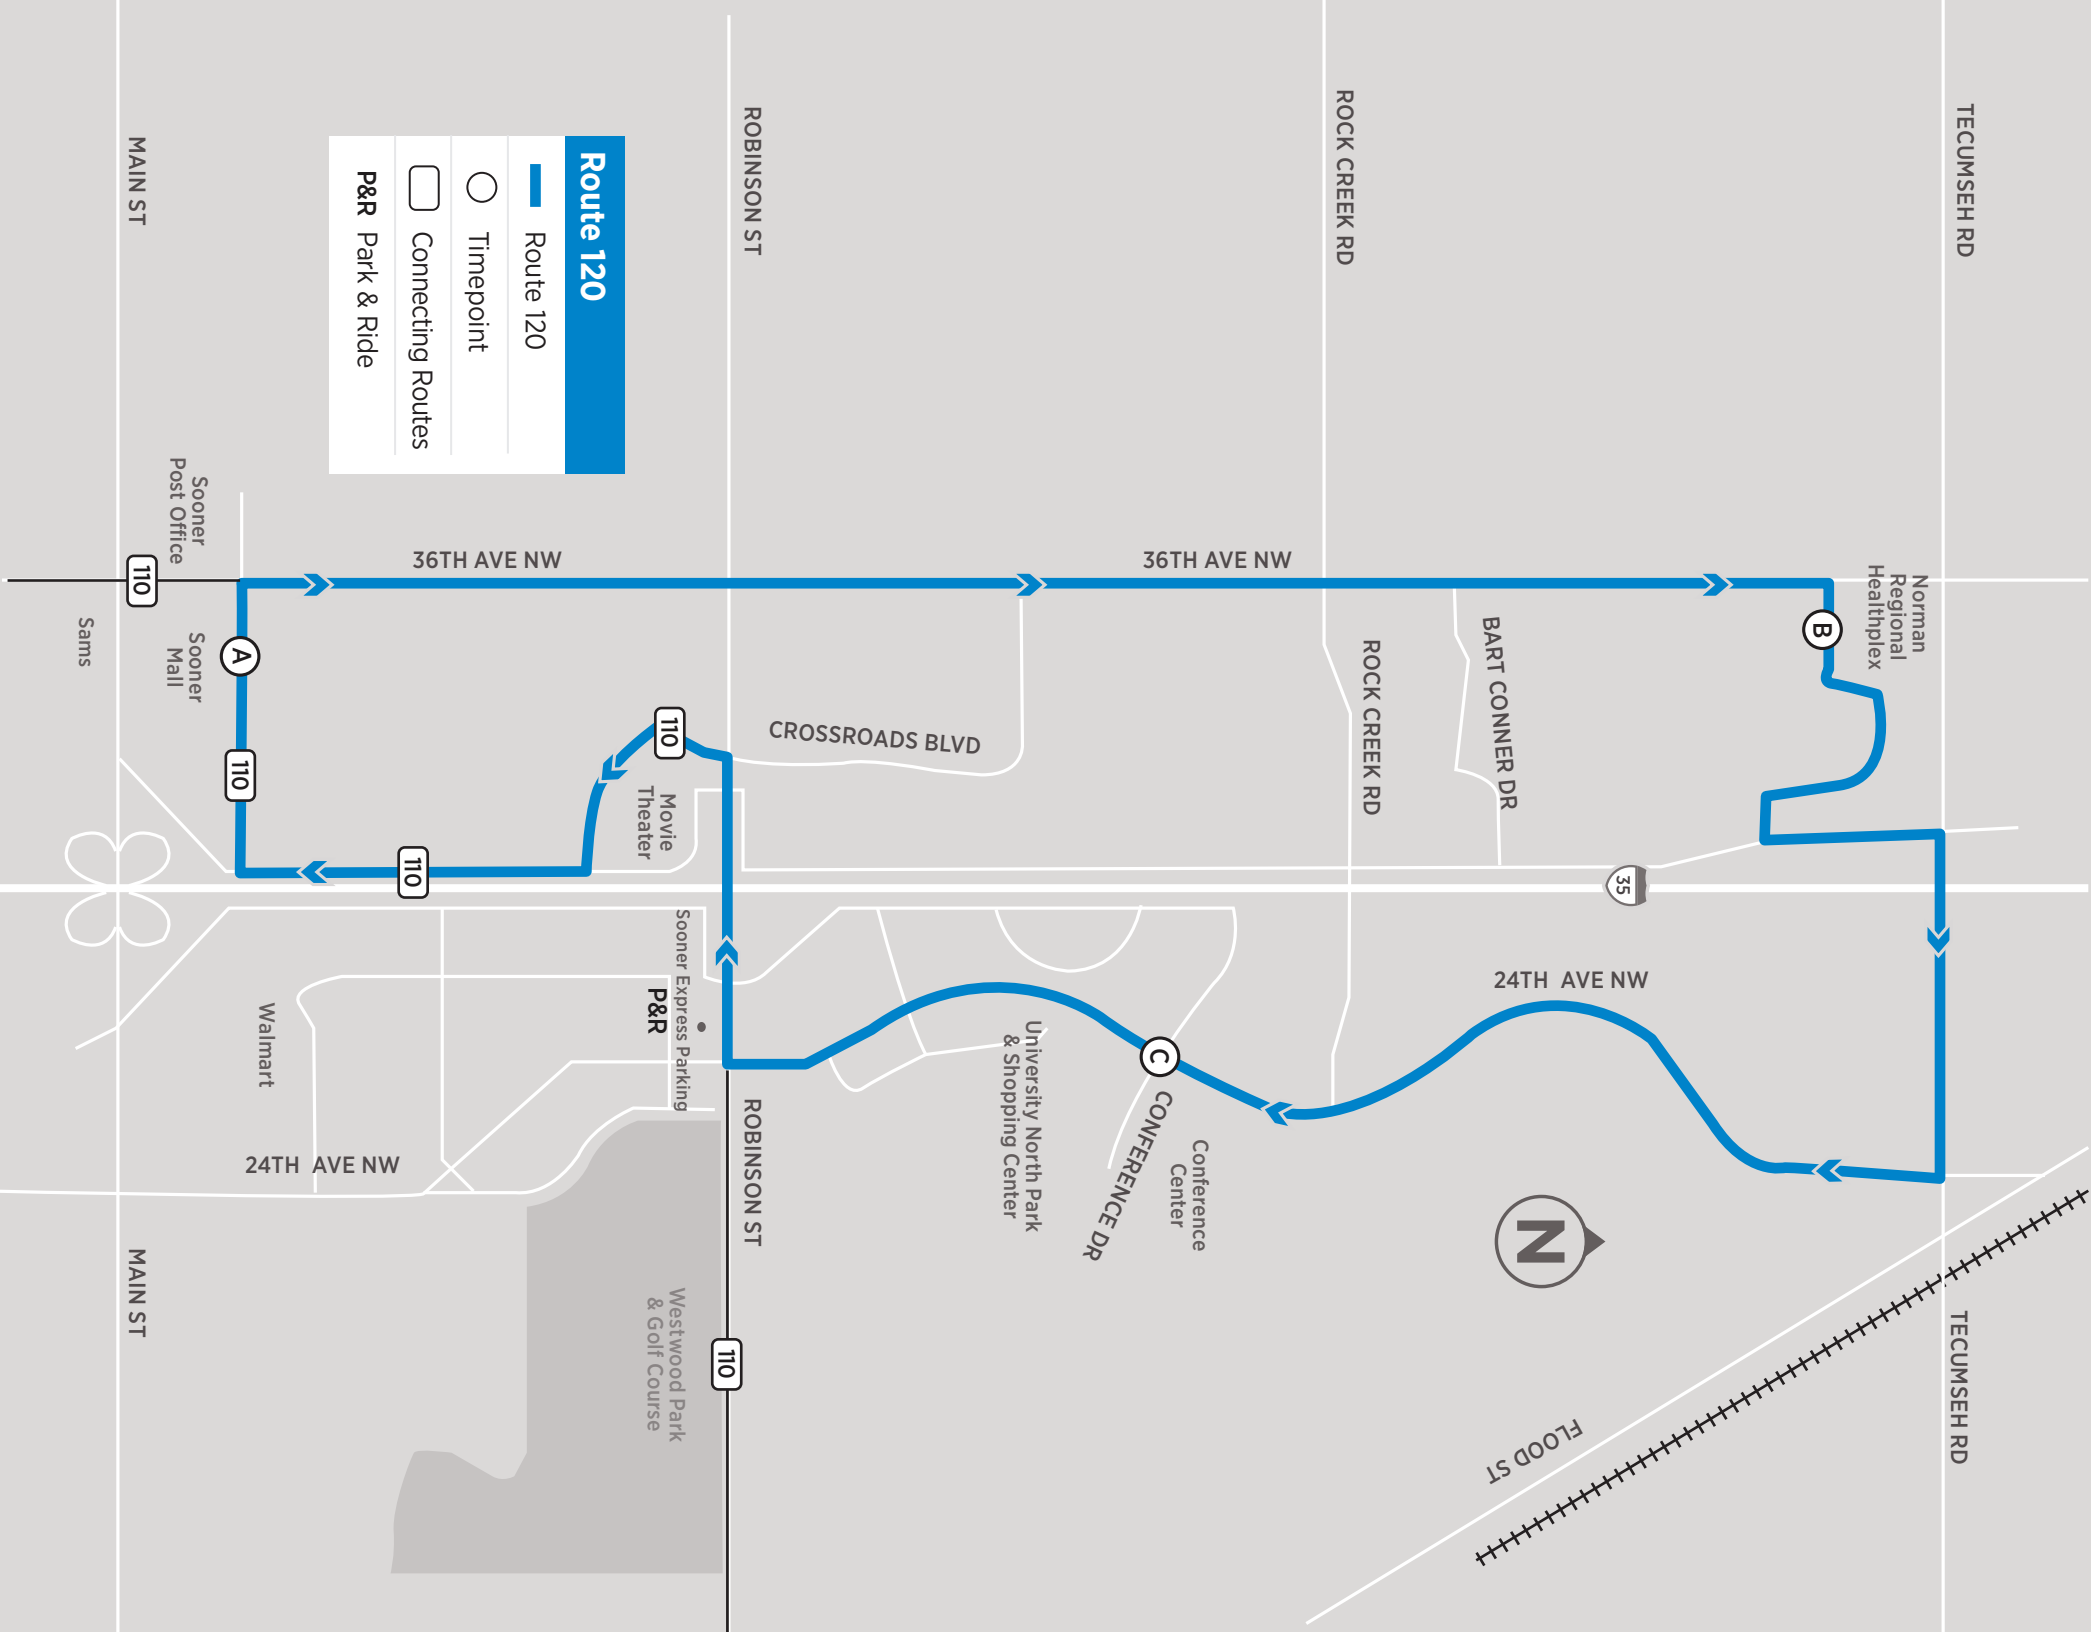 Route 120
Route 120
Timepoint
Connecting Routes
P&R Park & Ride
TECUMSEH RD
TECUMSEH RD
ROCK CREEK RD
ROCK CREEK RD
ROBINSON ST
ROBINSON ST
MAIN ST
MAIN ST
36TH AVE NW
36TH AVE NW
24TH AVE NW
24TH AVE NW
BART CONNER DR
CROSSROADS BLVD
CONFERENCE DR
FLOOD ST
Norman
Regional
Healthplex
B
35
N
C
Conference
Center
University North Park
& Shopping Center
Movie
Theater
Sooner Express Parking
P&R
Westwood Park
& Golf Course
Walmart
Sooner
Post Office
Sooner
Mall
Sams
A
110
110
110
110
110